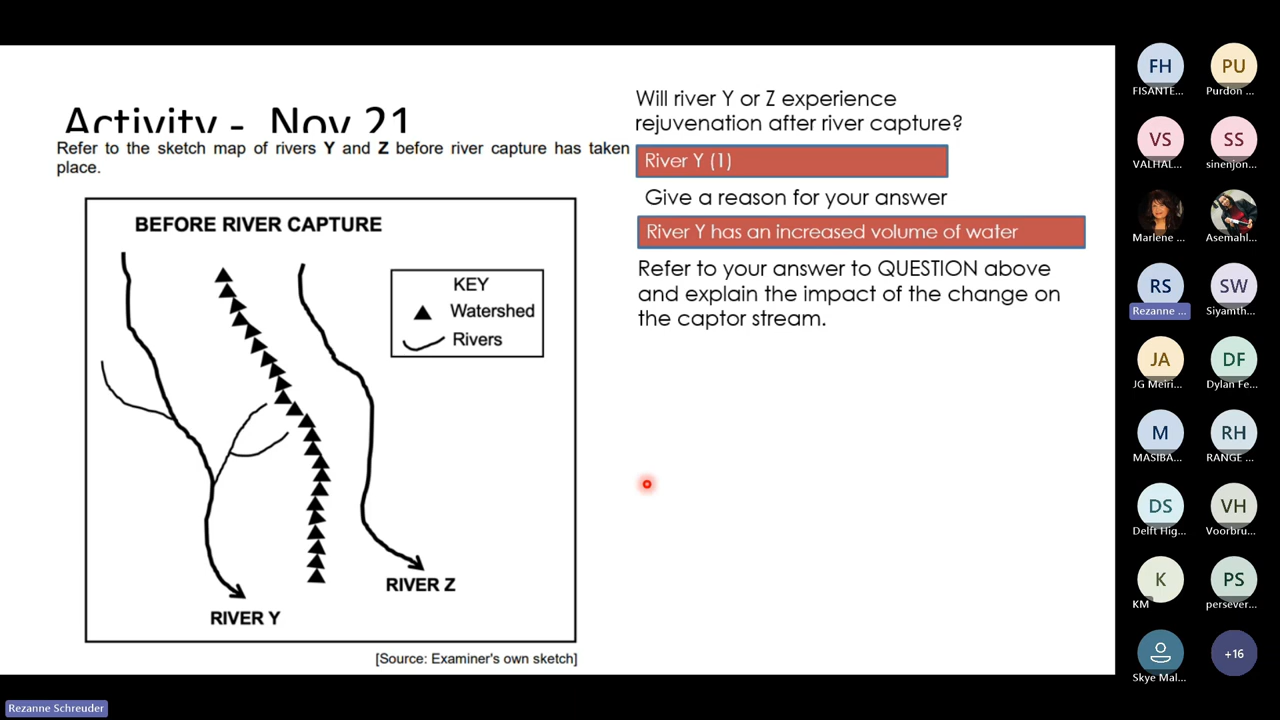 Activity - Nov 21
Refer to the sketch map of rivers Y and Z before river capture has taken
place.
BEFORE RIVER CAPTURE
KEY
Watershed
Rivers
RIVER Z
RIVER Y
[Source: Examiner's own sketch]
Will river Y or Z experience
rejuvenation after river capture?
River Y (1)
Give a reason for your answer
River Y has an increased volume of water
Refer to your answer to QUESTION above
and explain the impact of the change on
the captor stream.
FH
FISANTE...
PU
Purdon ...
VS
VALHAL...
SS
sinenjon...
Marlene ...
Asemahl...
RS
Rezanne ...
SW
Siyamth...
JA
JG Meiri...
DF
Dylan Fe...
M
MASIBA...
RH
RANGE ...
DS
Delft Hig...
VH
Voorbru...
K
KM
PS
persever...
Skye Mal...
+16
Rezanne Schreuder